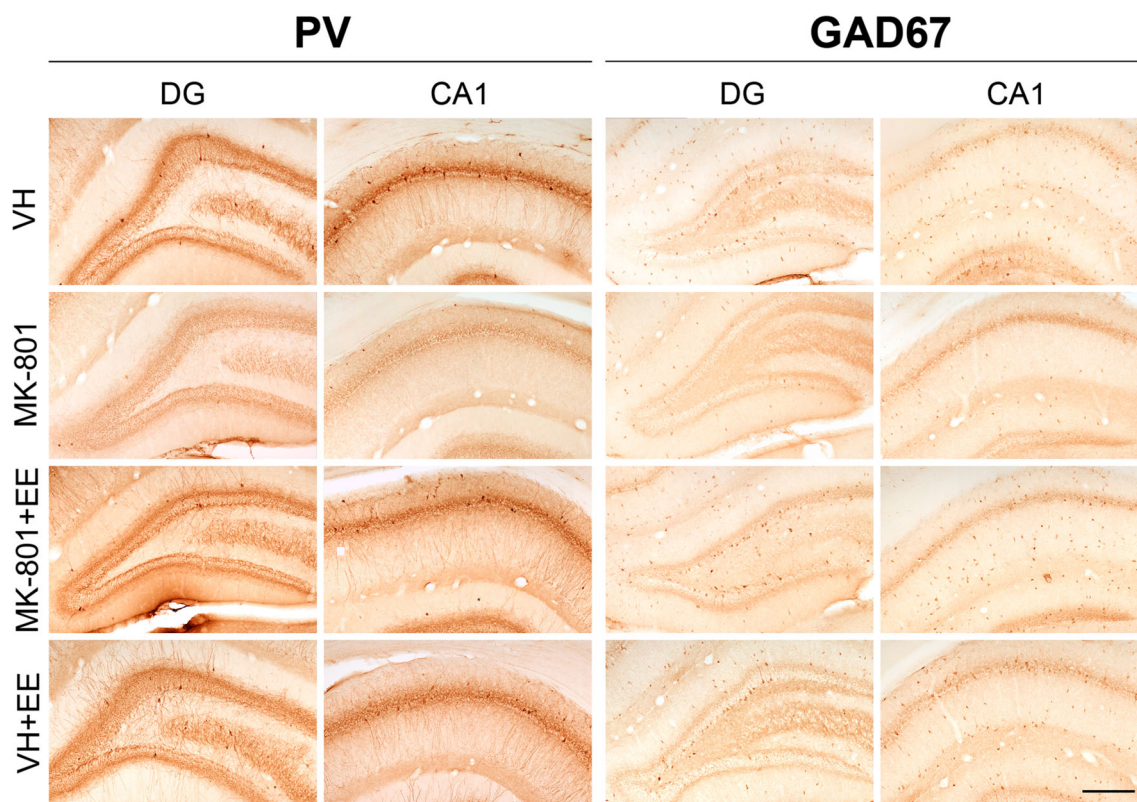 PV GAD67
DG CA1 DG CA1
VH
MK-801
MK-801+EE
VH+EE